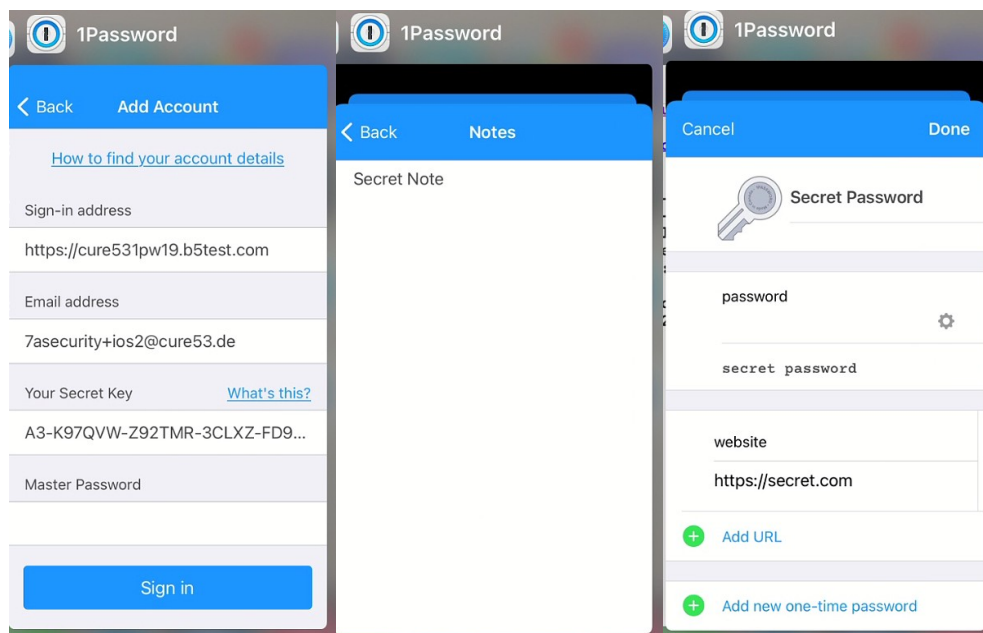 1Password
Back
Add Account
How to find your account details
Sign-in address
https://cure531pw19.b5test.com
Email address
7asecurity+ios2@cure53.de
Your Secret Key
What's this?
A3-K97QVW-Z92TMR-3CLXZ-FD9...
Master Password
Sign in
1Password
Back
Notes
Secret Note
1Password
Cancel
Done
Secret Password
password
secret password
website
https://secret.com
Add URL
Add new one-time password